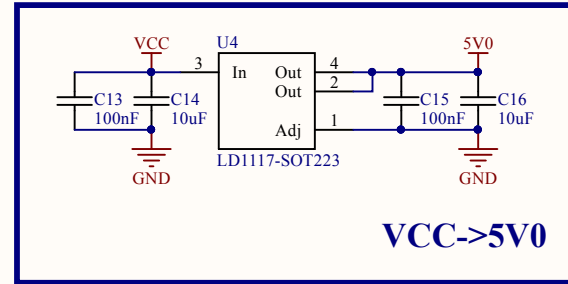 VCC
U4
5V0
3
In
Out
4
Out
2
C13
100nF
C14
10uF
C15
100nF
C16
10uF
Adj
1
GND
LD1117-SOT223
GND
VCC->5V0